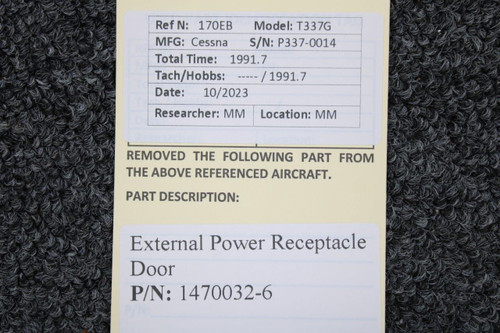 Ref N: 170EB Model: T337G
MFG: Cessna S/N: P337-0014
Total Time: 1991.7
Tach/Hobbs: ----- / 1991.7
Date: 10/2023
Researcher: MM Location: MM
REMOVED THE FOLLOWING PART FROM
THE ABOVE REFERENCED AIRCRAFT.
PART DESCRIPTION:
External Power Receptacle
Door
P/N: 1470032-6